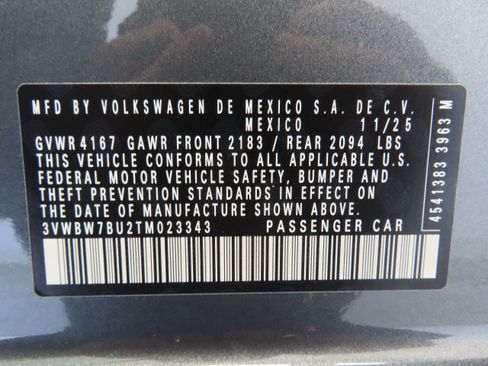 MFD BY VOLKSWAGEN DE MEXICO S.A. DE C.V.
MEXICO 11/25
GVWR 4167 GAWR FRONT 2183 / REAR 2094 LBS
THIS VEHICLE CONFORMS TO ALL APPLICABLE U.S.
FEDERAL MOTOR VEHICLE SAFETY, BUMPER AND
THEFT PREVENTION STANDARDS IN EFFECT ON
THE DATE OF MANUFACTURE SHOWN ABOVE.
3VWBW7BU2TM023343 PASSENGER CAR
4541383 3963 M